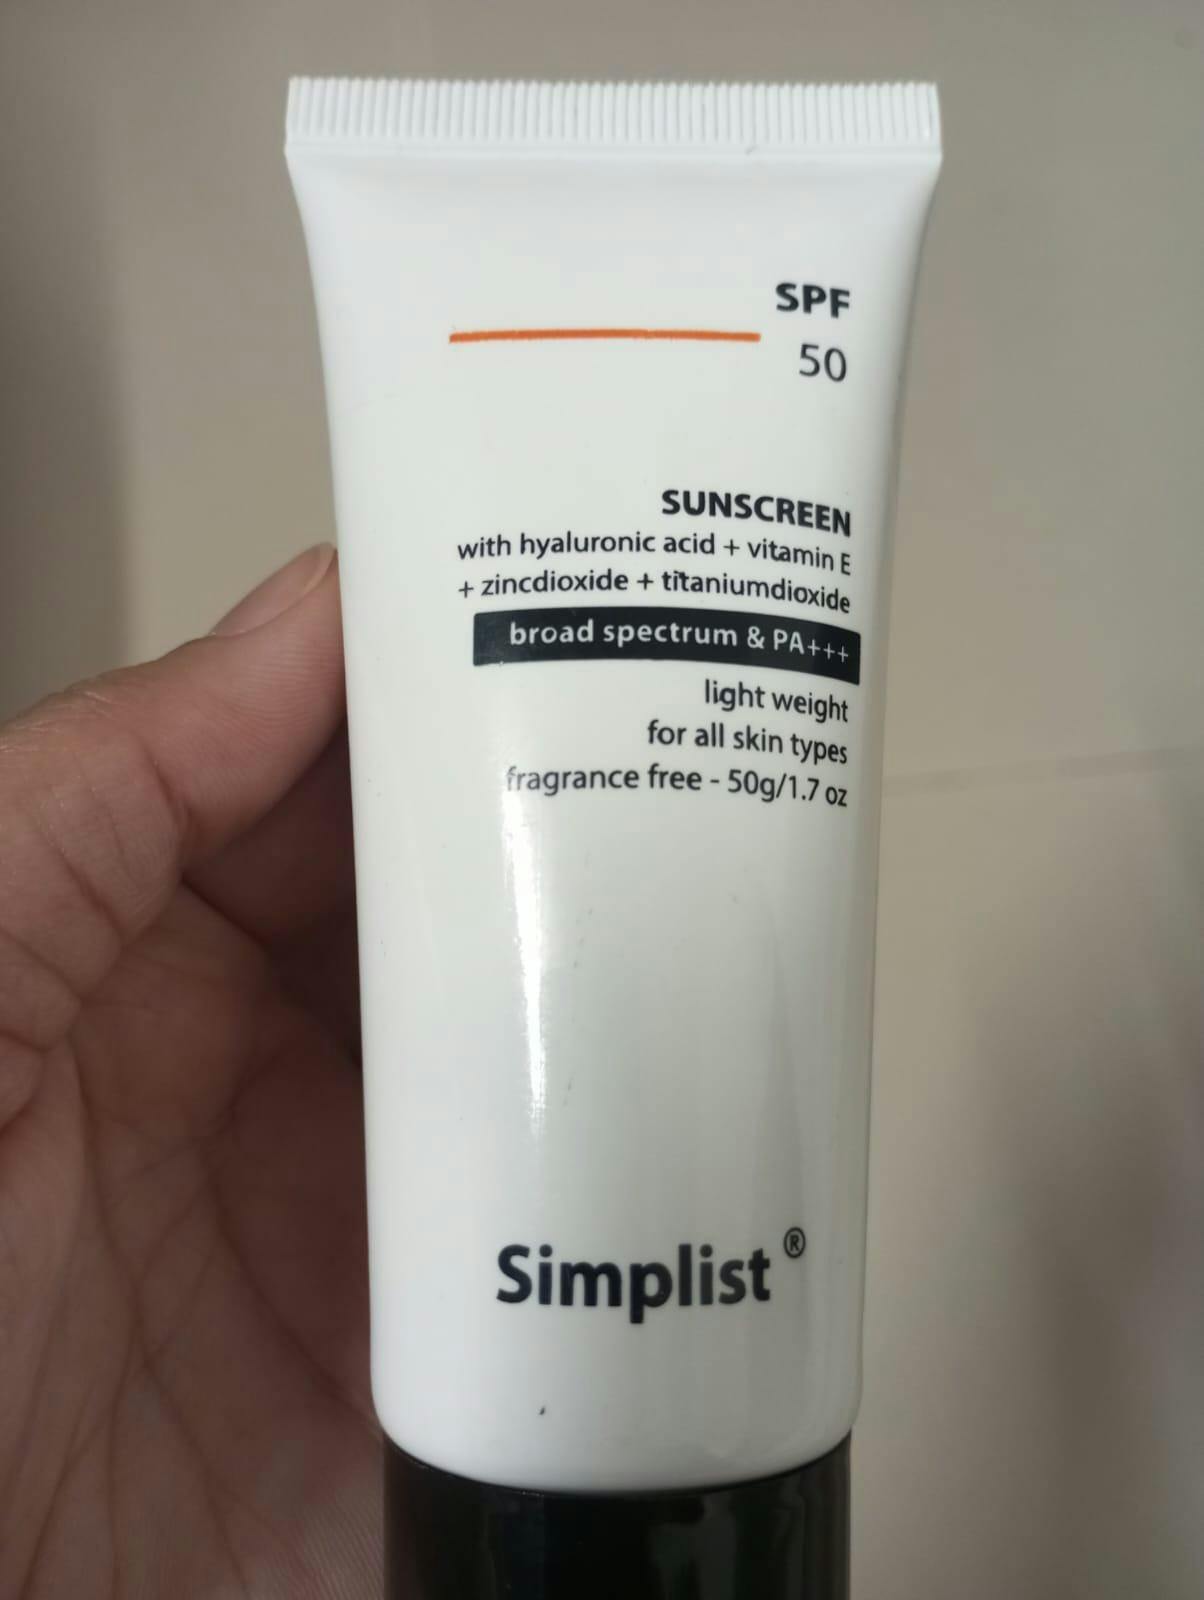 SPF
50
SUNSCREEN
with hyaluronic acid + vitamin E
+ zincdioxide + titaniumdioxide
broad spectrum & PA+++
light weight
for all skin types
fragrance free - 50g/1.7 oz
Simplist®